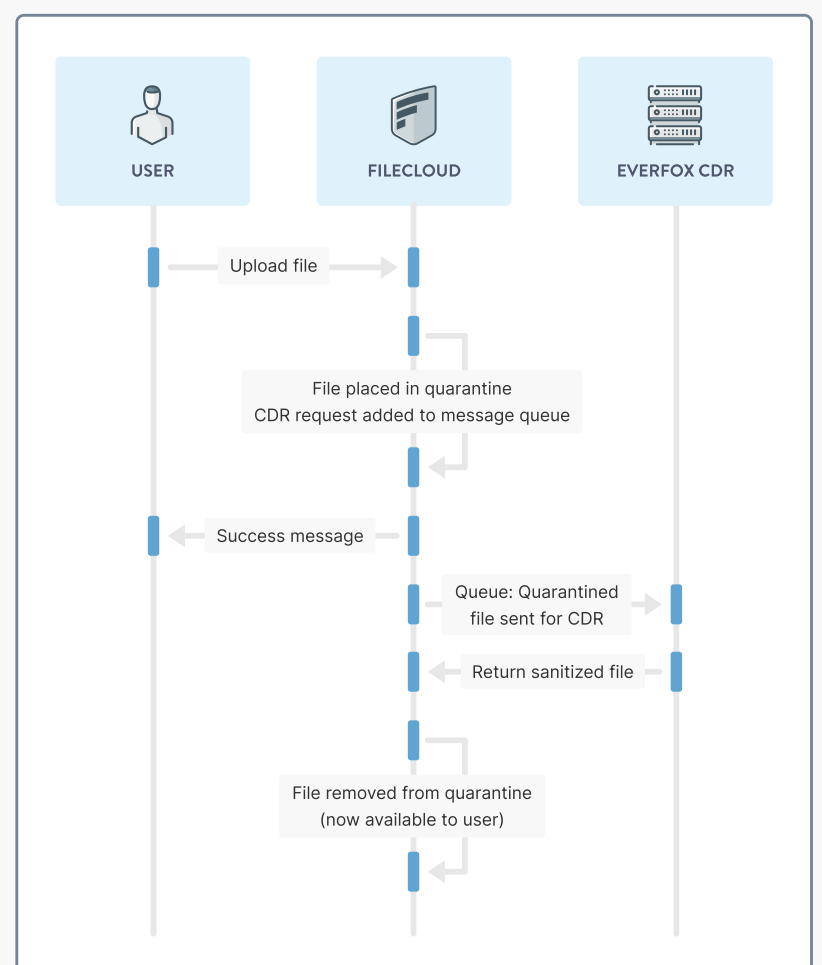 USER
FILECLOUD
EVERFOX CDR
Upload file
File placed in quarantine
CDR request added to message queue
Success message
Queue: Quarantined
file sent for CDR
Return sanitized file
File removed from quarantine
(now available to user)